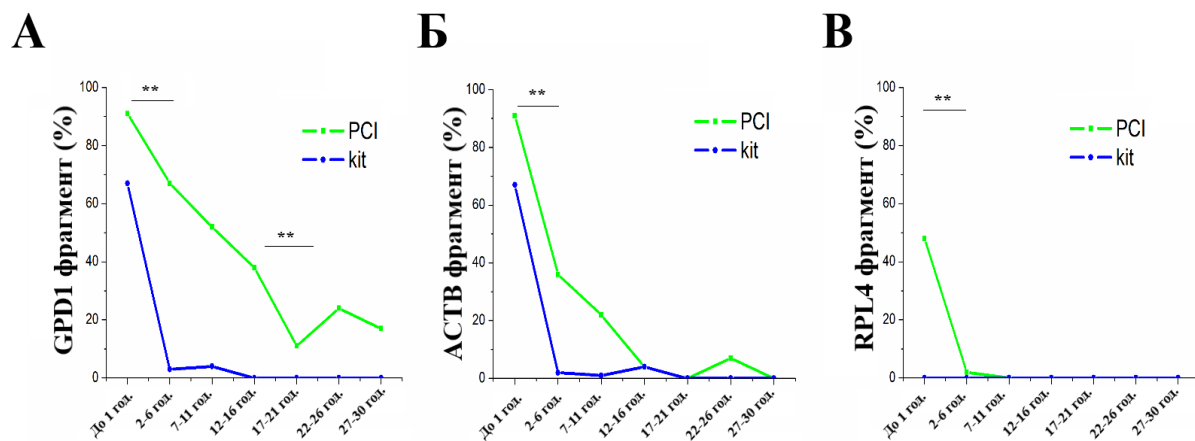 А
**
**
GPD1 фрагмент (%)
100
80
60
40
20
0
PCI
kit
До 1 год.
2-6 год.
7-11 год.
12-16 год.
17-21 год.
22-26 год.
27-30 год.
Б
**
ACTB фрагмент (%)
100
80
60
40
20
0
PCI
kit
До 1 год.
2-6 год.
7-11 год.
12-16 год.
17-21 год.
22-26 год.
27-30 год.
В
**
RPL4 фрагмент (%)
100
80
60
40
20
0
PCI
kit
До 1 год.
2-6 год.
7-11 год.
12-16 год.
17-21 год.
22-26 год.
27-30 год.